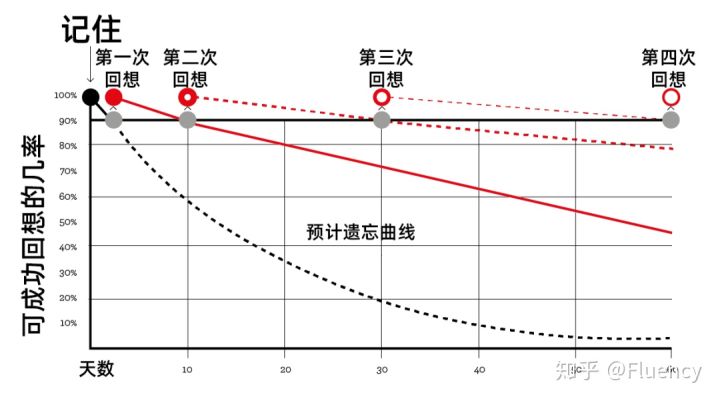 记住
第一次
回想
第二次
回想
第三次
回想
第四次
回想
可成功回想的几率
100%
90%
80%
70%
60%
50%
40%
30%
20%
10%
预计遗忘曲线
天数
10
20
30
40
50
60
知乎 @Fluency